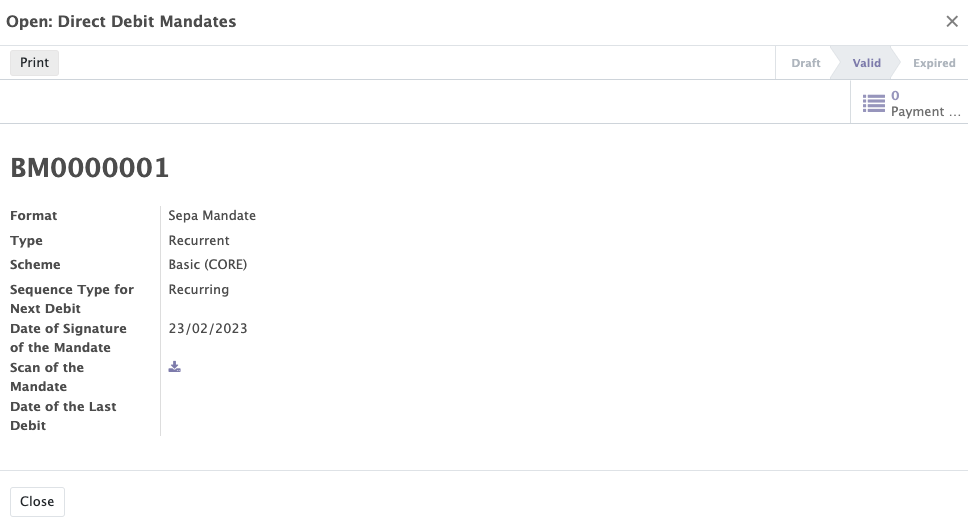 Open: Direct Debit Mandates
Print
Draft
Valid
Expired
0
Payment ...
BM0000001
Format
Sepa Mandate
Type
Recurrent
Scheme
Basic (CORE)
Sequence Type for
Next Debit
Recurring
Date of Signature
of the Mandate
23/02/2023
Scan of the
Mandate
Date of the Last
Debit
Close